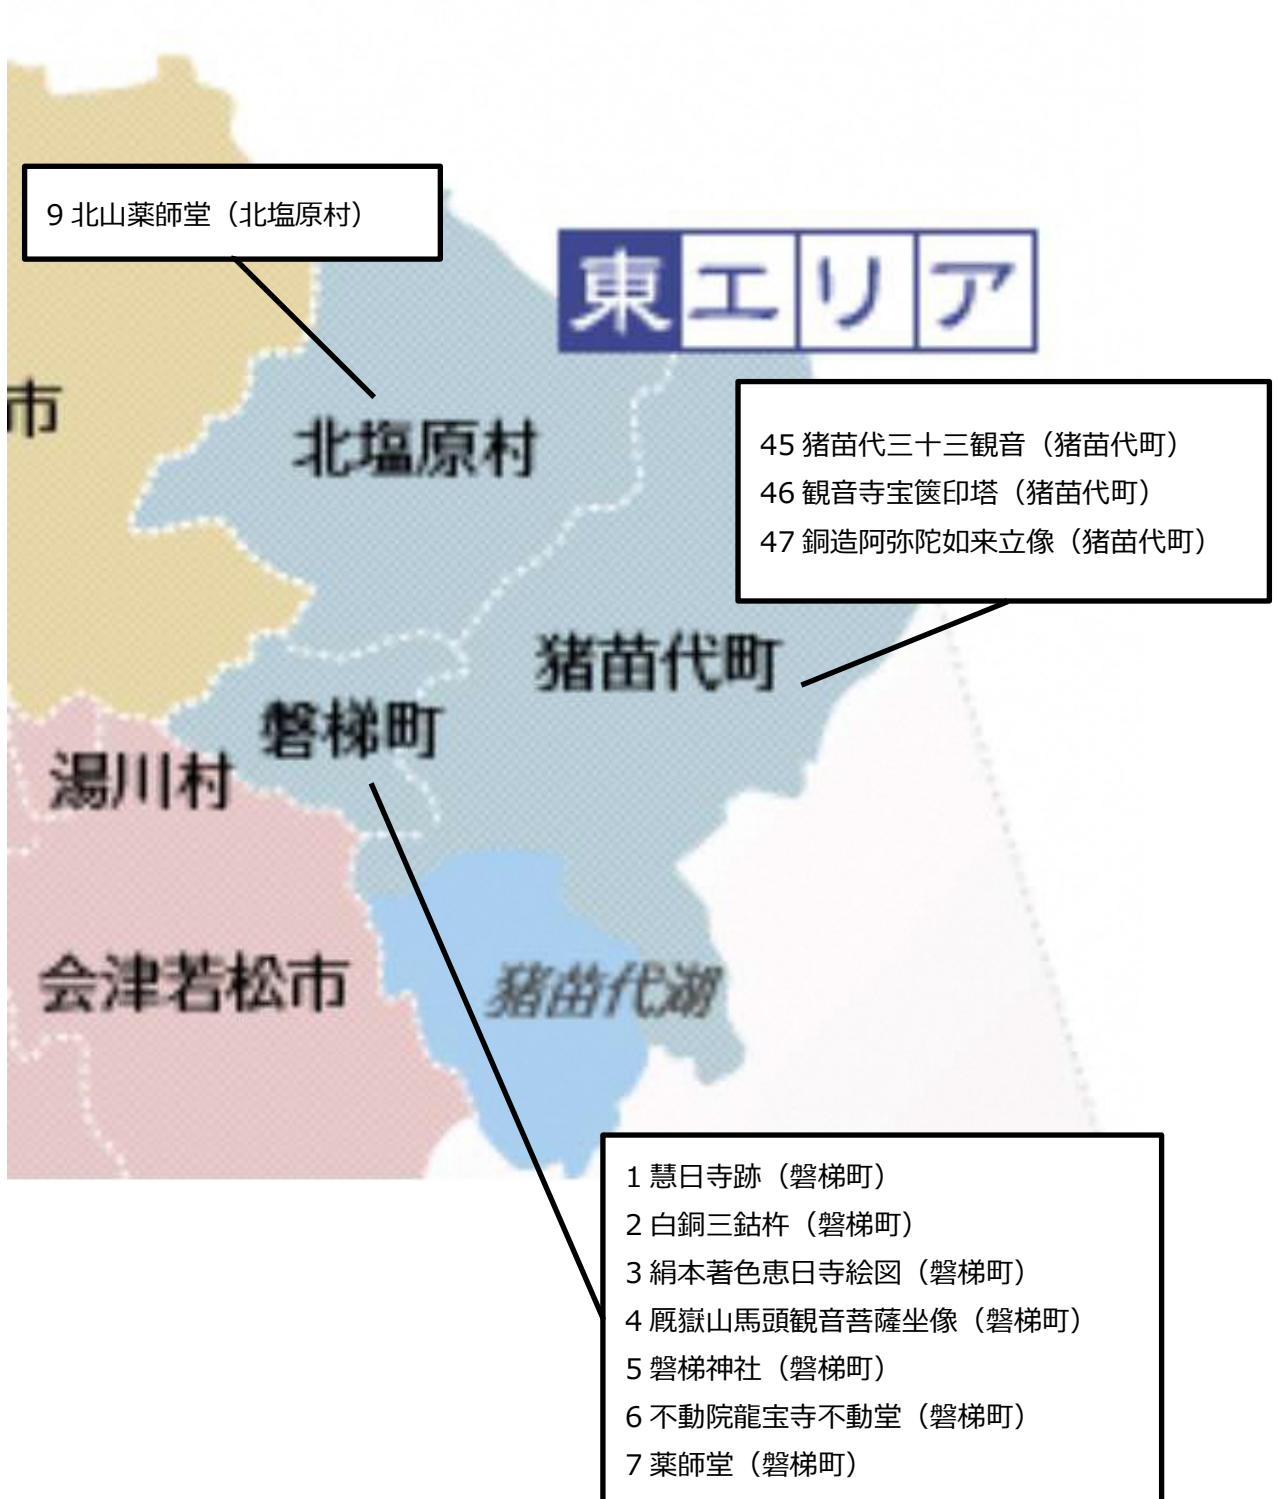 9 北山薬師堂（北塩原村）
東エリア
市
北塩原村
45 猪苗代三十三観音（猪苗代町）
46 観音寺宝篋印塔（猪苗代町）
47 銅造阿弥陀如来立像（猪苗代町）
猪苗代町
磐梯町
湯川村
会津若松市
猪苗代湖
1 慧日寺跡（磐梯町）
2 白銅三鈷杵（磐梯町）
3 絹本著色恵日寺絵図（磐梯町）
4 厩嶽山馬頭観音菩薩坐像（磐梯町）
5 磐梯神社（磐梯町）
6 不動院龍宝寺不動堂（磐梯町）
7 薬師堂（磐梯町）